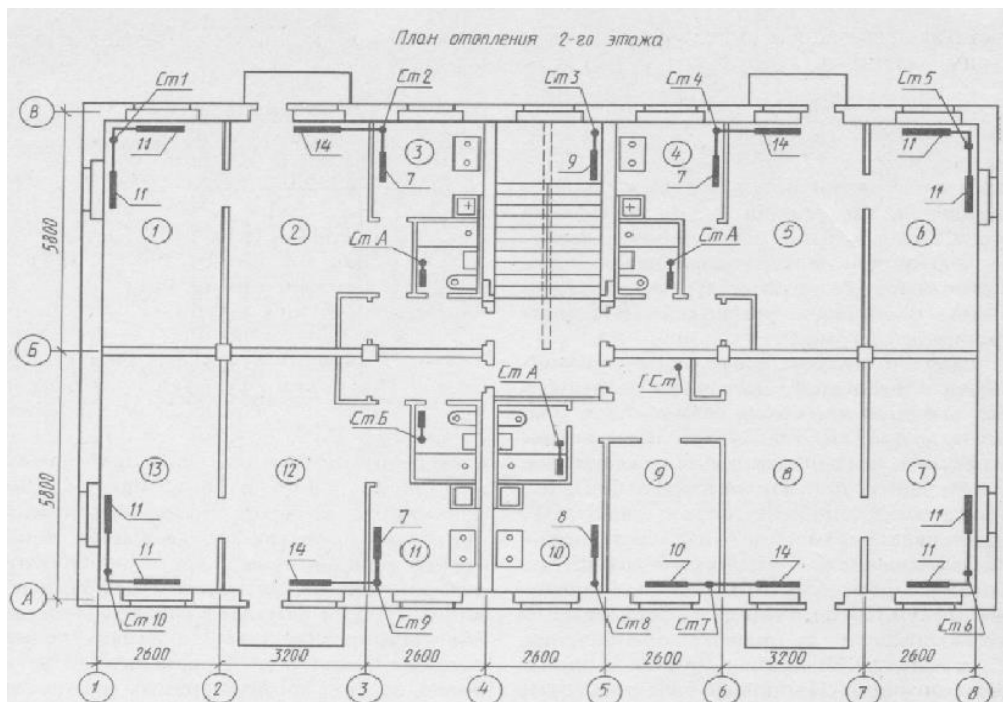 План отопления 2-го этажа
Ст1 Ст2 Ст3 Ст4 Ст5
В
11 14 3 7 9 4 7 14 11
11 11
1 2 5 6
Ст А Ст А
5800
Б
Ст А ГСт
Ст Б
13 12 9 8 7
5800
11 7 8 11
11 14 11 10 10 14 11
А
Ст10 Ст9 Ст8 Ст7 Ст6
2600 3200 2600 2600 2600 3200 2600
1 2 3 4 5 6 7 8